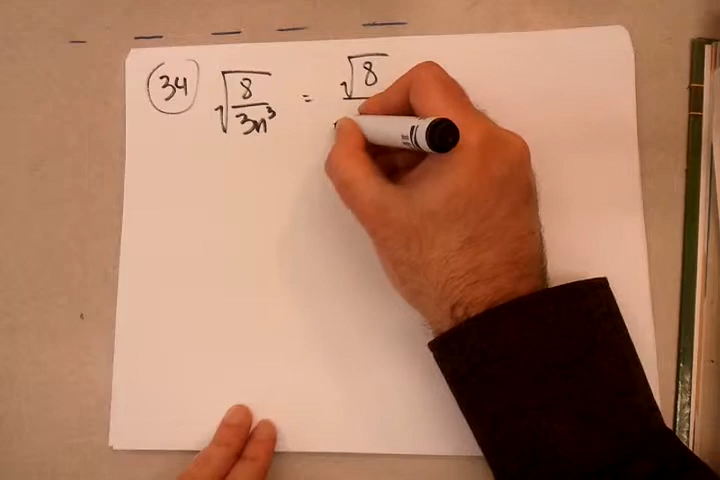 34 √(8/3n³) = √8